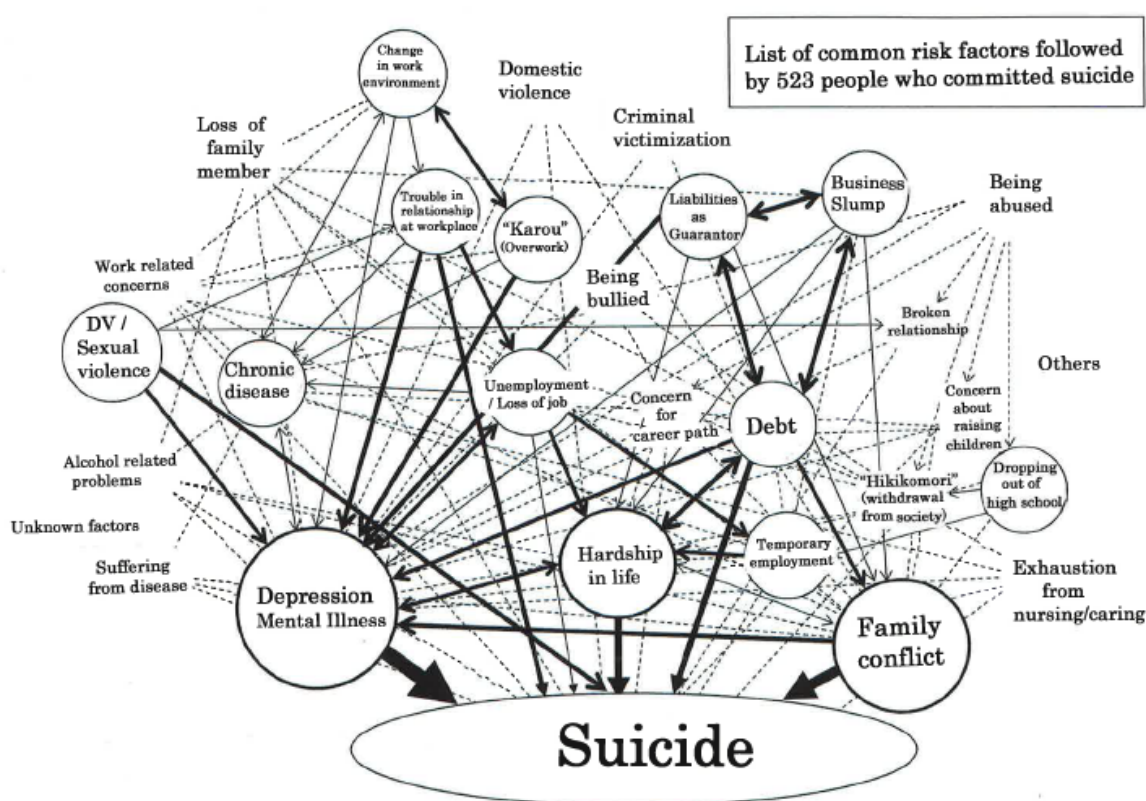 List of common risk factors followed
by 523 people who committed suicide
Change
in work
environment
Domestic
violence
Criminal
victimization
Loss of
family
member
Trouble in
relationship
at workplace
"Karou"
(Overwork)
Liabilities
as
Guarantor
Business
Slump
Being
abused
Work related
concerns
Being
bullied
Broken
relationship
DV /
Sexual
violence
Chronic
disease
Unemployment
/ Loss of job
Concern
for
career path
Debt
Concern
about
raising
children
Others
Alcohol related
problems
"Hikikomori"
(withdrawal
from society)
Dropping
out of
high school
Unknown factors
Suffering
from disease
Depression
Mental Illness
Hardship
in life
Temporary
employment
Exhaustion
from
nursing/caring
Family
conflict
Suicide